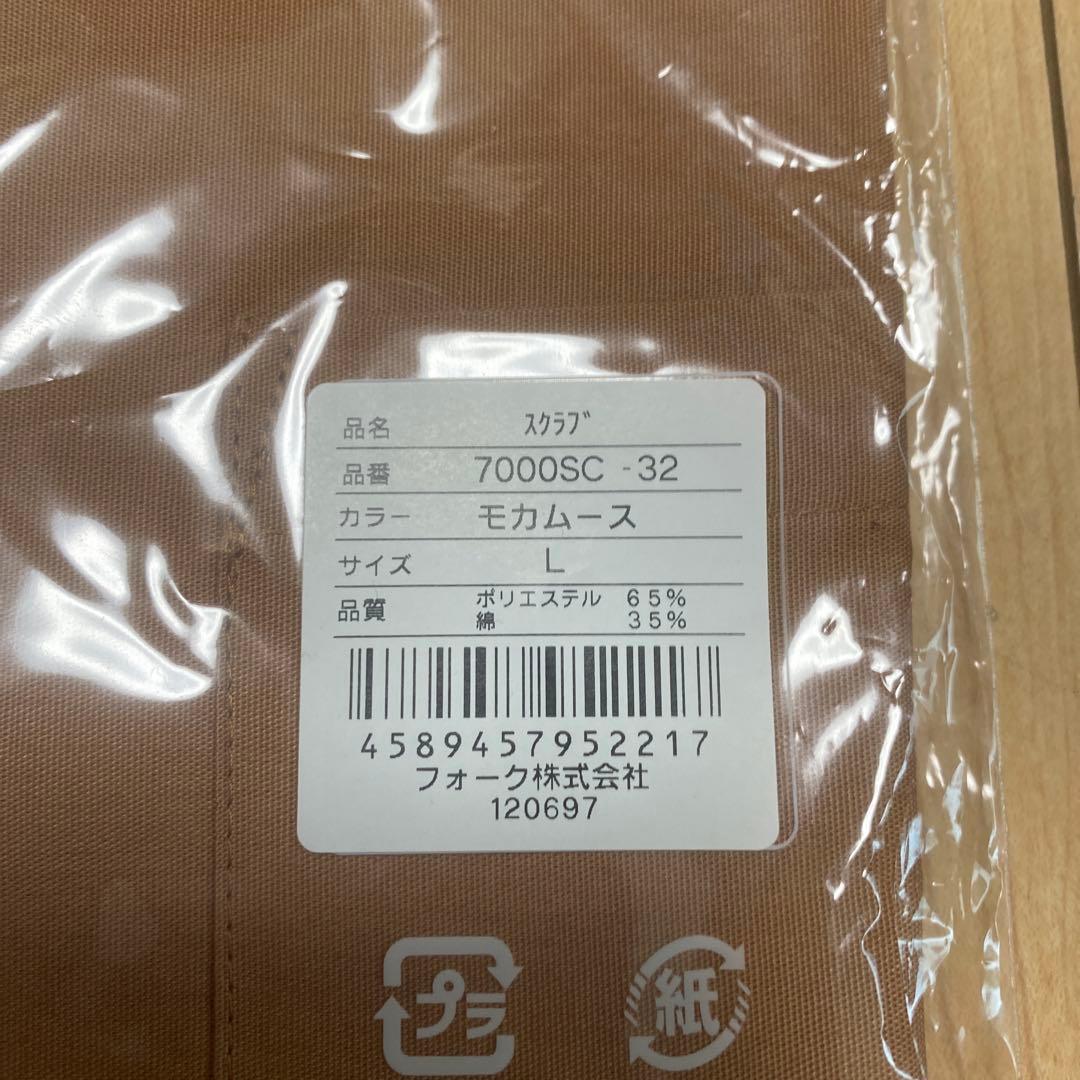 品名 ｽｸﾗﾌﾞ
品番 7000SC -32
カラー モカムース
サイズ L
品質 ポリエステル 65%
綿 35%
4589457952217
フォーク株式会社
120697
プラ 紙